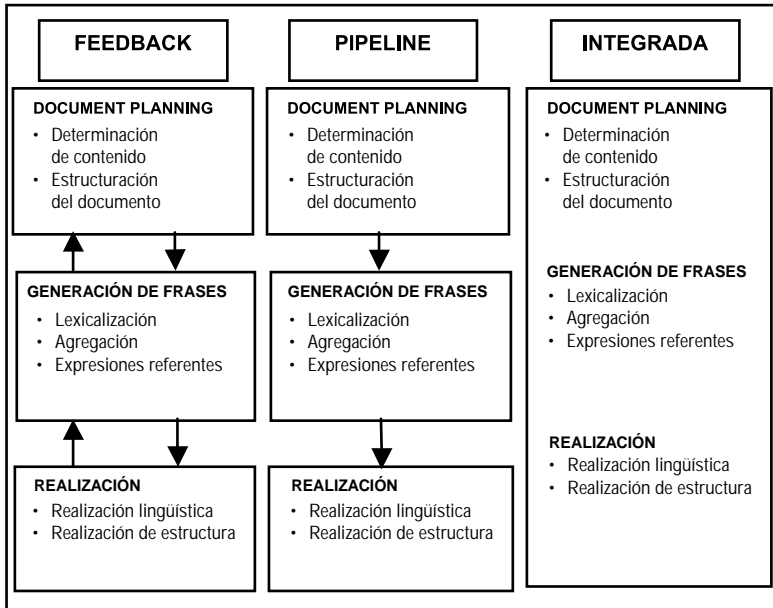 FEEDBACK
DOCUMENT PLANNING
• Determinación
de contenido
• Estructuración
del documento
GENERACIÓN DE FRASES
• Lexicalización
• Agregación
• Expresiones referentes
REALIZACIÓN
• Realización lingüística
• Realización de estructura
PIPELINE
DOCUMENT PLANNING
• Determinación
de contenido
• Estructuración
del documento
GENERACIÓN DE FRASES
• Lexicalización
• Agregación
• Expresiones referentes
REALIZACIÓN
• Realización lingüística
• Realización de estructura
INTEGRADA
DOCUMENT PLANNING
• Determinación
de contenido
• Estructuración
del documento
GENERACIÓN DE FRASES
• Lexicalización
• Agregación
• Expresiones referentes
REALIZACIÓN
• Realización lingüística
• Realización de estructura